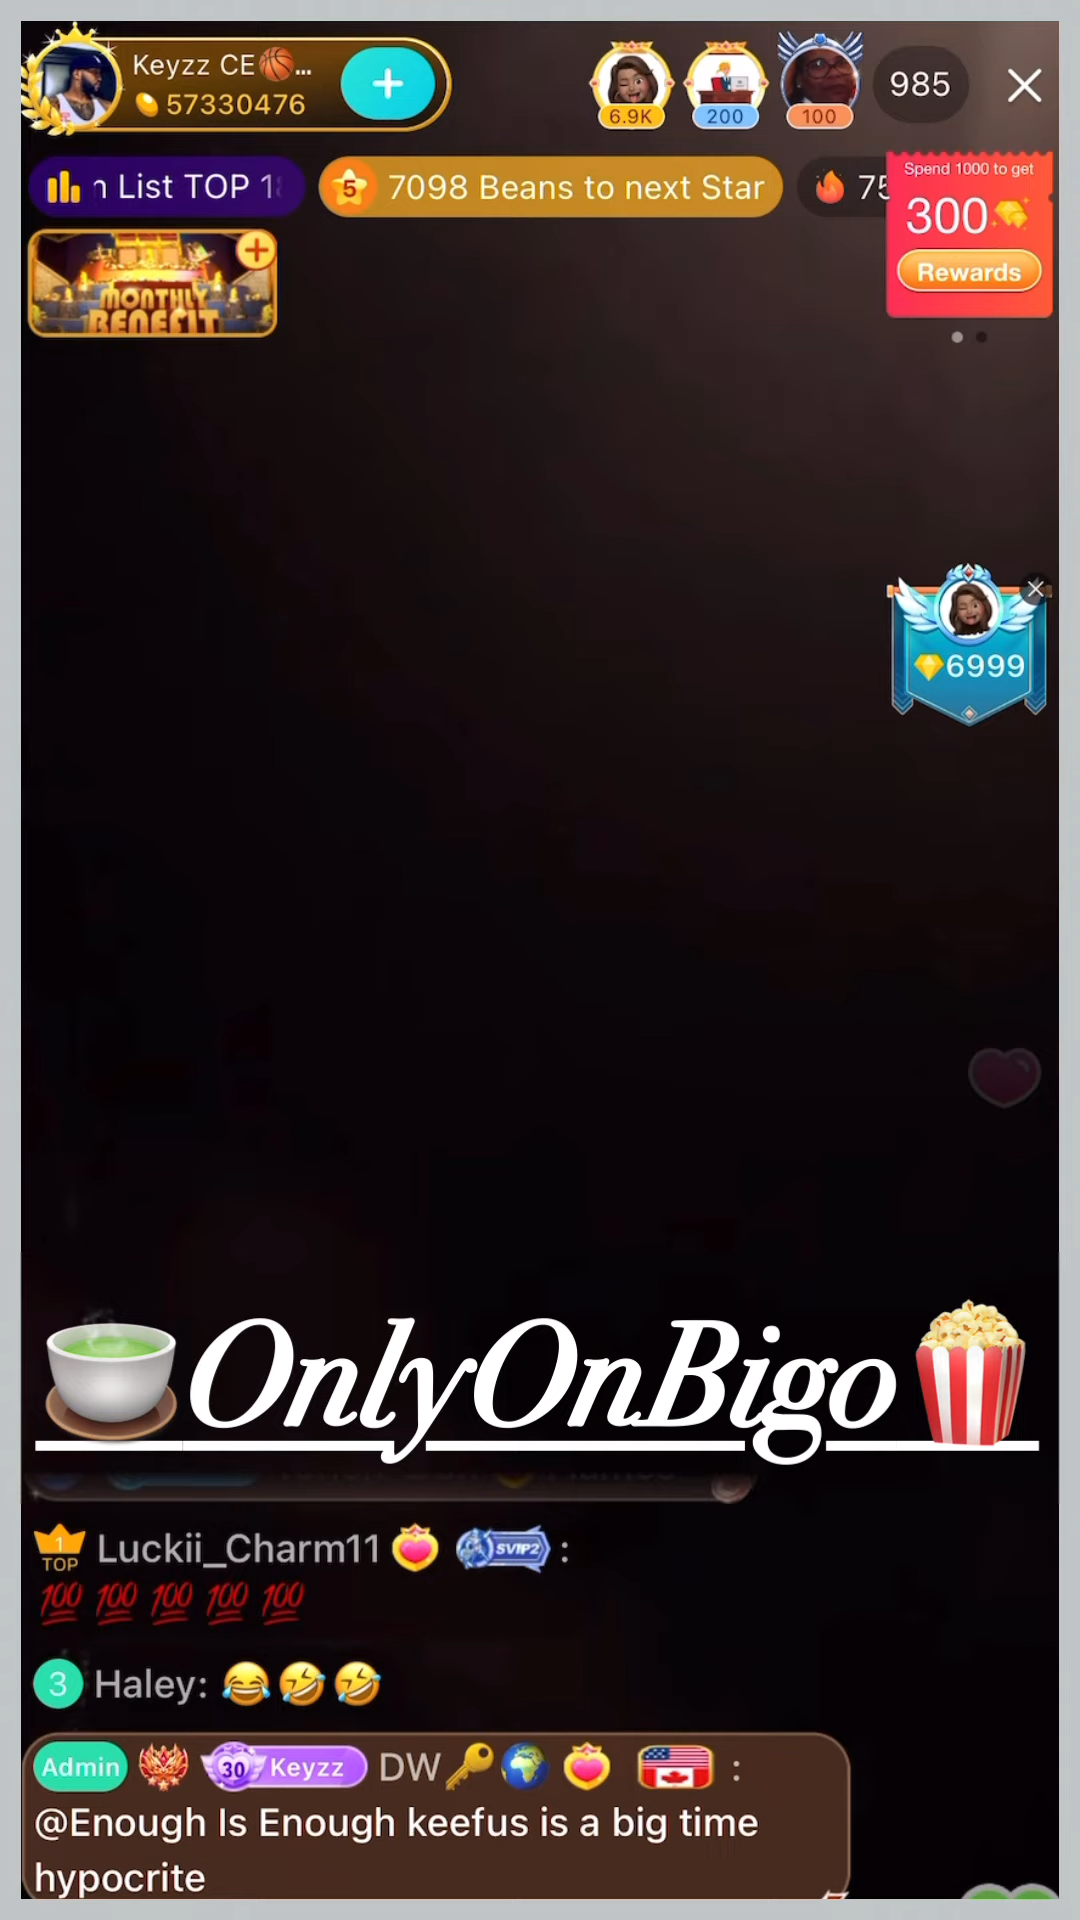 Keyzz CE🏀...
57330476
6.9K
200
100
985
n List TOP 1
5
7098 Beans to next Star
75
Spend 1000 to get
300
Rewards
MONTHLY
BENEFIT
6999
🍵OnlyOnBigo🍿
1
TOP
Luckii_Charm11 SVIP2 :
💯 💯 💯 💯 💯
3 Haley: 😂🤣🤣
Admin 30 Keyzz DW🔑🌍 :
@Enough Is Enough keefus is a big time
hypocrite